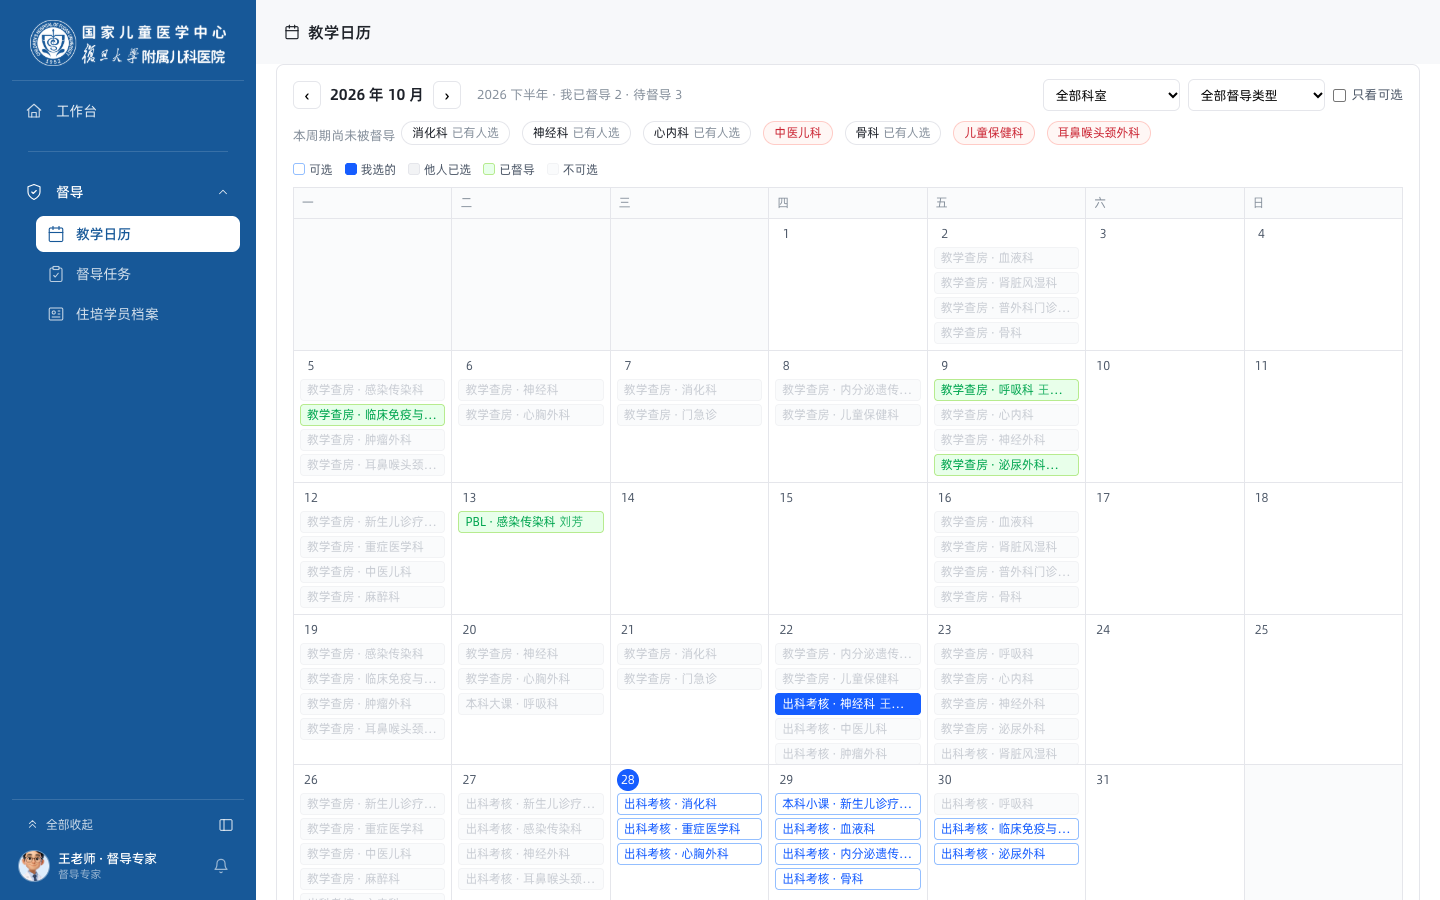 国家儿童医学中心
復旦大学附属儿科医院
工作台
督导
教学日历
督导任务
住培学员档案
全部收起
王老师 · 督导专家
督导专家
教学日历
‹ 2026 年 10 月 › 2026 下半年 · 我已督导 2 · 待督导 3 全部科室 全部督导类型 只看可选
本周期尚未被督导 消化科 已有人选 神经科 已有人选 心内科 已有人选 中医儿科 骨科 已有人选 儿童保健科 耳鼻喉头颈外科
可选 我选的 他人已选 已督导 不可选
一 二 三 四 五 六 日
1
2
教学查房 · 血液科
教学查房 · 肾脏风湿科
教学查房 · 普外科门诊...
教学查房 · 骨科
3
4
5
教学查房 · 感染传染科
教学查房 · 临床免疫与...
教学查房 · 肿瘤外科
教学查房 · 耳鼻喉头颈...
6
教学查房 · 神经科
教学查房 · 心胸外科
7
教学查房 · 消化科
教学查房 · 门急诊
8
教学查房 · 内分泌遗传...
教学查房 · 儿童保健科
9
教学查房 · 呼吸科 王...
教学查房 · 心内科
教学查房 · 神经外科
教学查房 · 泌尿外科...
10
11
12
教学查房 · 新生儿诊疗...
教学查房 · 重症医学科
教学查房 · 中医儿科
教学查房 · 麻醉科
13
PBL · 感染传染科 刘芳
14
15
16
教学查房 · 血液科
教学查房 · 肾脏风湿科
教学查房 · 普外科门诊...
教学查房 · 骨科
17
18
19
教学查房 · 感染传染科
教学查房 · 临床免疫与...
教学查房 · 肿瘤外科
教学查房 · 耳鼻喉头颈...
20
教学查房 · 神经科
教学查房 · 心胸外科
本科大课 · 呼吸科
21
教学查房 · 消化科
教学查房 · 门急诊
22
教学查房 · 内分泌遗传...
教学查房 · 儿童保健科
出科考核 · 神经科 王...
出科考核 · 中医儿科
出科考核 · 肿瘤外科
23
教学查房 · 呼吸科
教学查房 · 心内科
教学查房 · 神经外科
教学查房 · 泌尿外科
出科考核 · 肾脏风湿科
24
25
26
教学查房 · 新生儿诊疗...
教学查房 · 重症医学科
教学查房 · 中医儿科
教学查房 · 麻醉科
27
出科考核 · 新生儿诊疗...
出科考核 · 感染传染科
出科考核 · 神经外科
出科考核 · 耳鼻喉头颈...
28
出科考核 · 消化科
出科考核 · 重症医学科
出科考核 · 心胸外科
29
本科小课 · 新生儿诊疗...
出科考核 · 血液科
出科考核 · 内分泌遗传...
出科考核 · 骨科
30
出科考核 · 呼吸科
出科考核 · 临床免疫与...
出科考核 · 泌尿外科
31